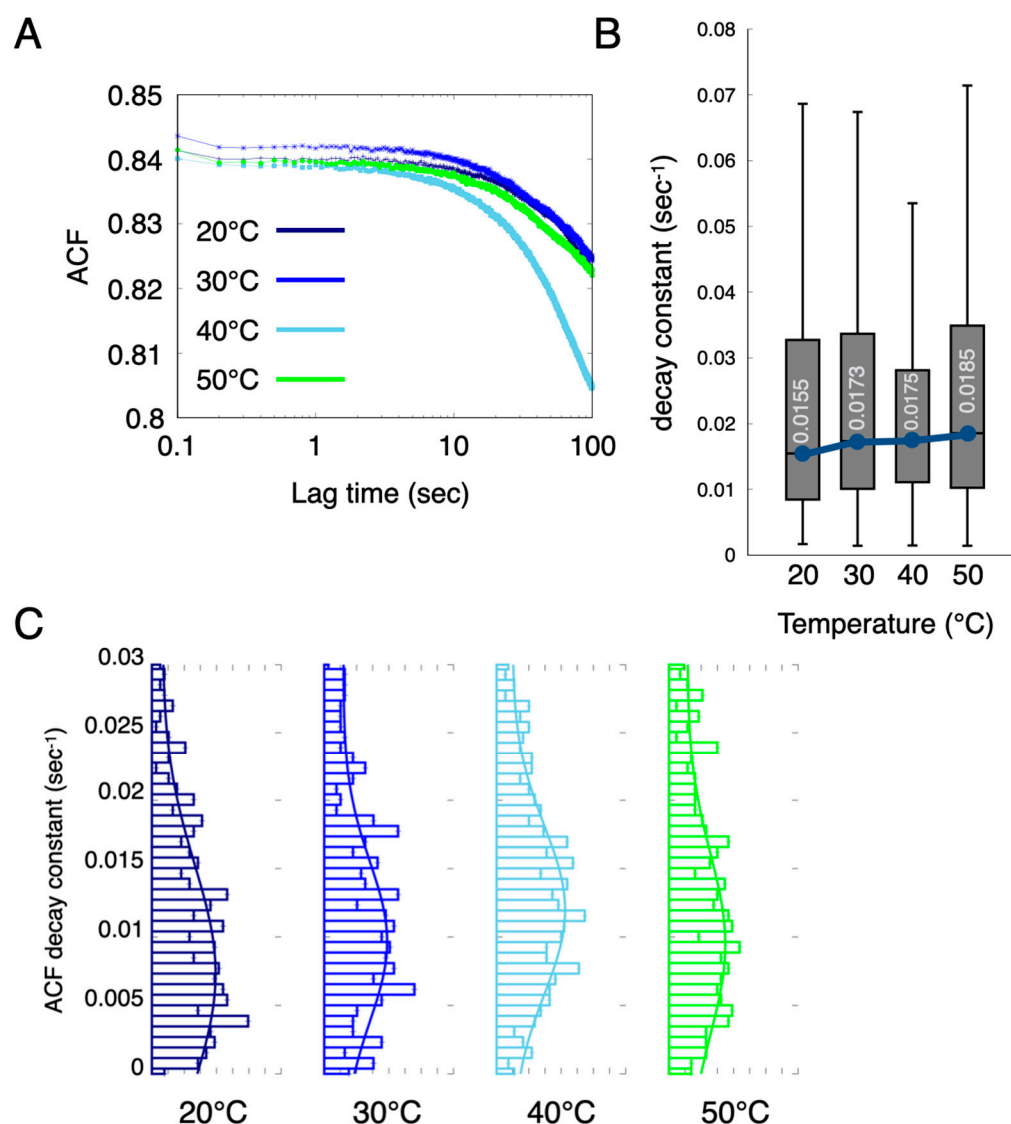 A
0.85
0.84
0.83
0.82
0.81
0.8
ACF
20°C
30°C
40°C
50°C
0.1 1 10 100
Lag time (sec)
B
0.08
0.07
0.06
0.05
0.04
0.03
0.02
0.01
0
decay constant (sec-1)
0.0155
0.0173
0.0175
0.0185
20 30 40 50
Temperature (°C)
C
0.03
0.025
0.02
0.015
0.01
0.005
0
ACF decay constant (sec-1)
20°C 30°C 40°C 50°C